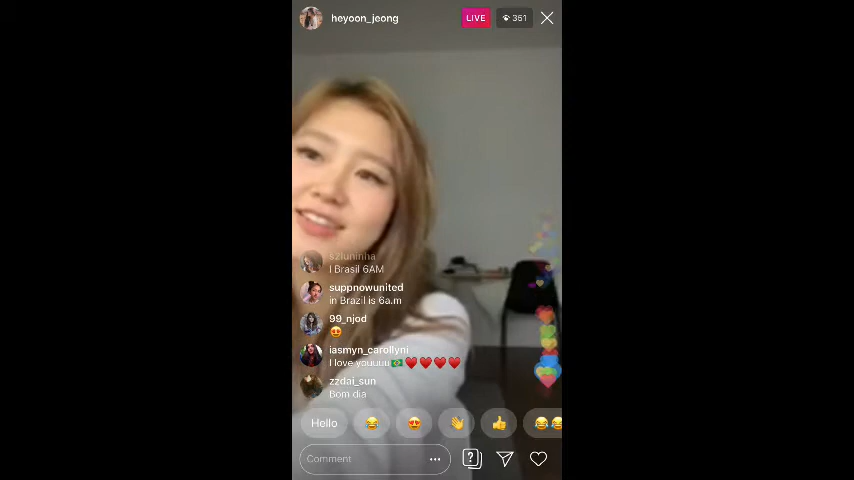 heyoon_jeong
LIVE
361
szluninha
I Brasil 6AM
suppnowunited
in Brazil is 6a.m
99_njod
iasmyn_carollyni
I love youuuu
zzdai_sun
Bom dia
Hello
Comment